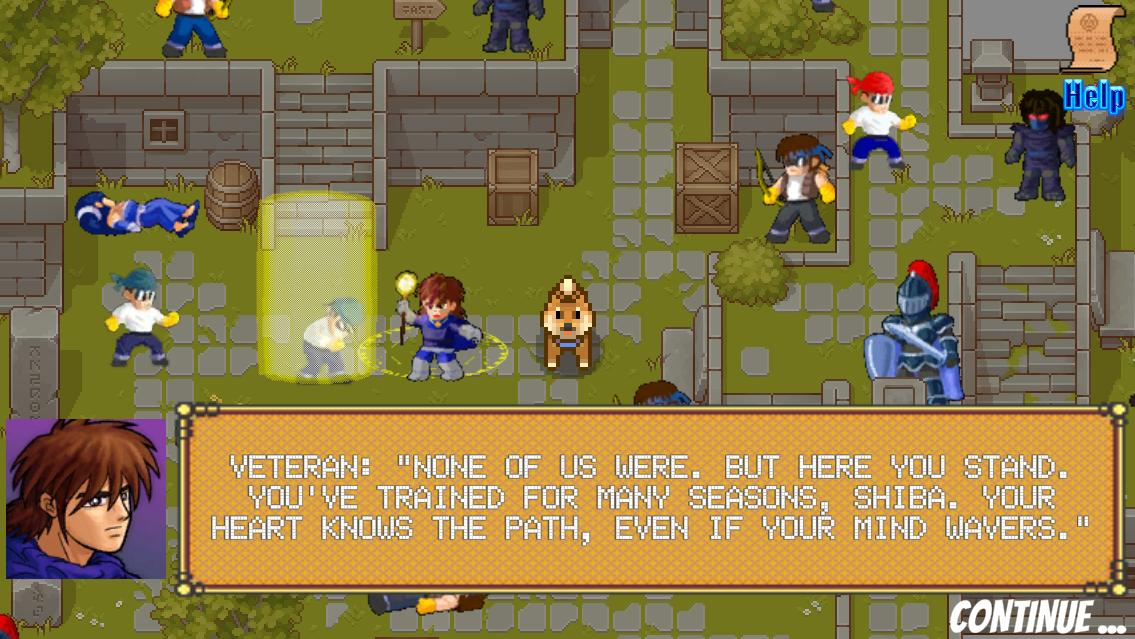 EAST
Help
VETERAN: "NONE OF US WERE. BUT HERE YOU STAND.
YOU'VE TRAINED FOR MANY SEASONS, SHIBA. YOUR
HEART KNOWS THE PATH, EVEN IF YOUR MIND WAVERS."
CONTINUE ...